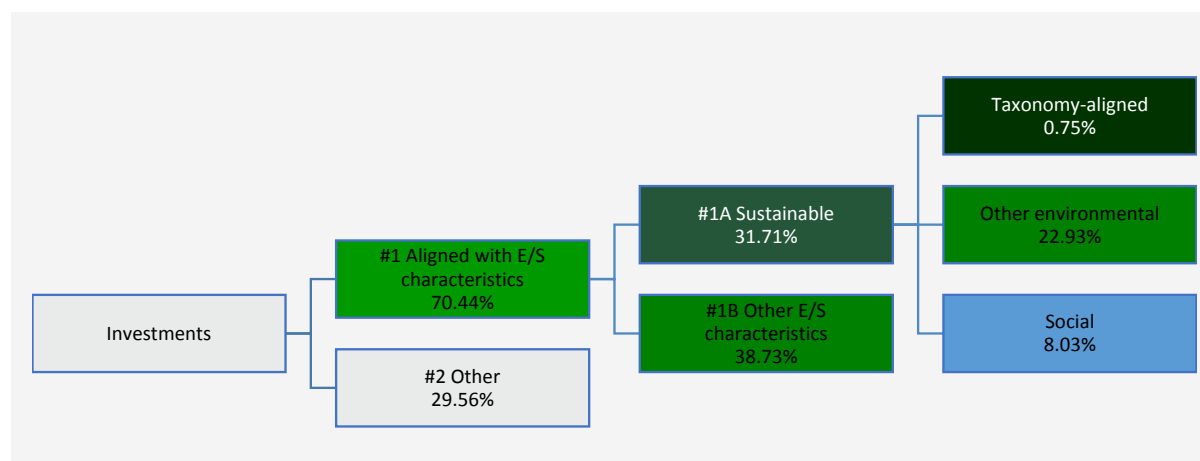 Investments
#1 Aligned with E/S
characteristics
70.44%
#2 Other
29.56%
#1A Sustainable
31.71%
#1B Other E/S
characteristics
38.73%
Taxonomy-aligned
0.75%
Other environmental
22.93%
Social
8.03%